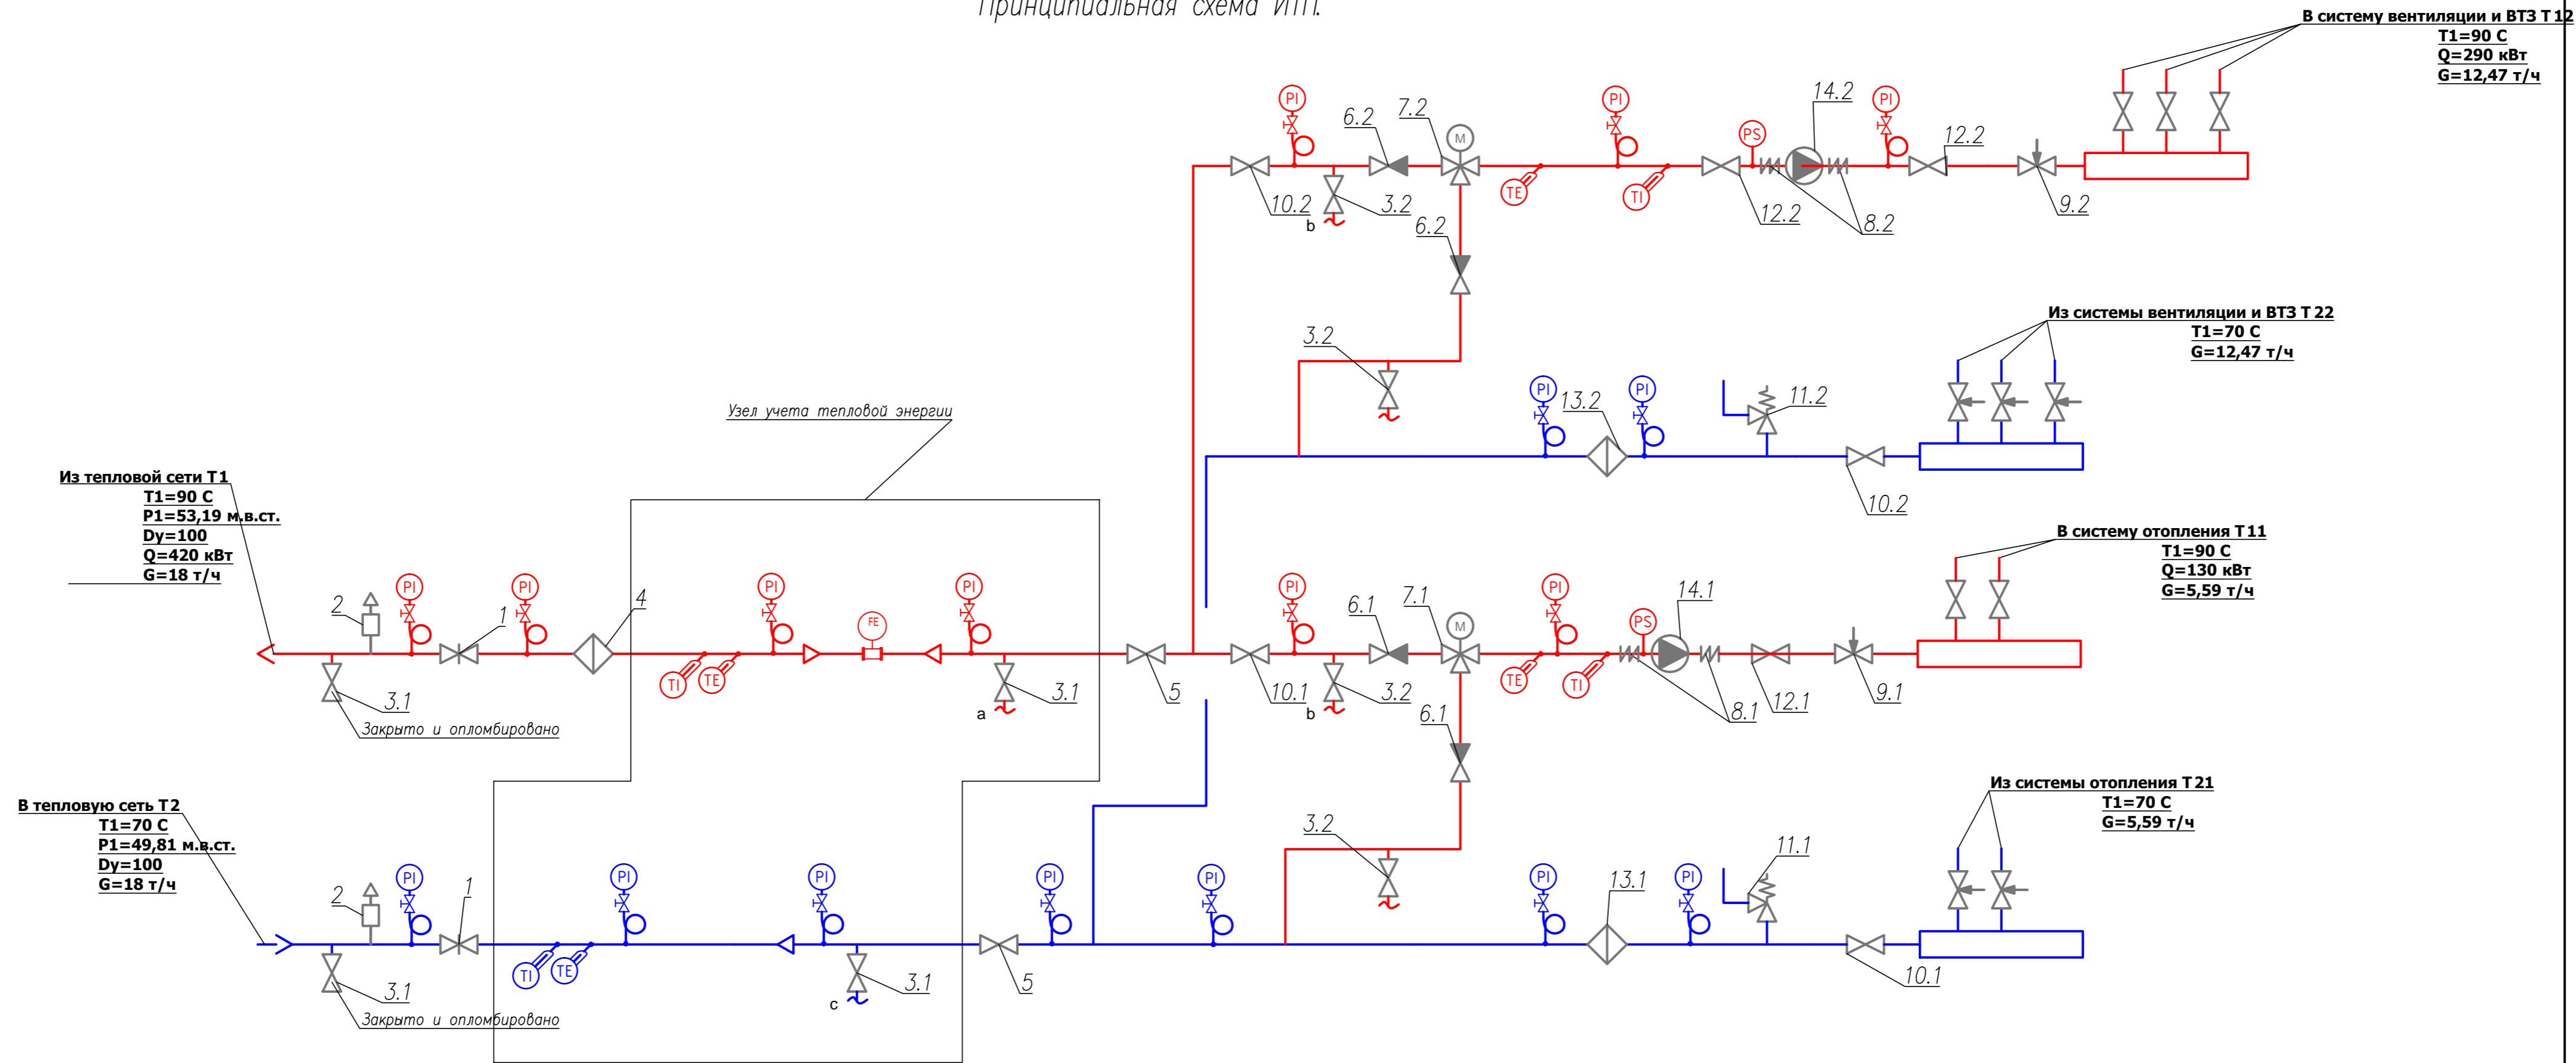 Принципиальная схема ИТП.
В систему вентиляции и ВТЗ Т12
Т1=90 С
Q=290 кВт
G=12,47 т/ч
PI
6.2
7.2
M
PI
PS
14.2
PI
12.2
10.2
3.2
b
TE
TI
12.2
8.2
9.2
6.2
3.2
Из системы вентиляции и ВТЗ Т22
Т1=70 С
G=12,47 т/ч
PI
13.2
PI
11.2
10.2
Узел учета тепловой энергии
Из тепловой сети Т1
Т1=90 С
Р1=53,19 м.в.ст.
Dy=100
Q=420 кВт
G=18 т/ч
В систему отопления Т11
Т1=90 С
Q=130 кВт
G=5,59 т/ч
2
PI
1
PI
4
PI
FE
PI
PI
6.1
7.1
M
PI
PS
14.1
3.1
Закрыто и опломбировано
TI
TE
a
3.1
5
10.1
b
3.2
TE
TI
8.1
12.1
9.1
6.1
3.2
В тепловую сеть Т2
Т1=70 С
Р1=49,81 м.в.ст.
Dy=100
G=18 т/ч
Из системы отопления Т21
Т1=70 С
G=5,59 т/ч
2
PI
1
PI
PI
PI
PI
PI
13.1
PI
11.1
3.1
Закрыто и опломбировано
TI
TE
c
3.1
5
10.1